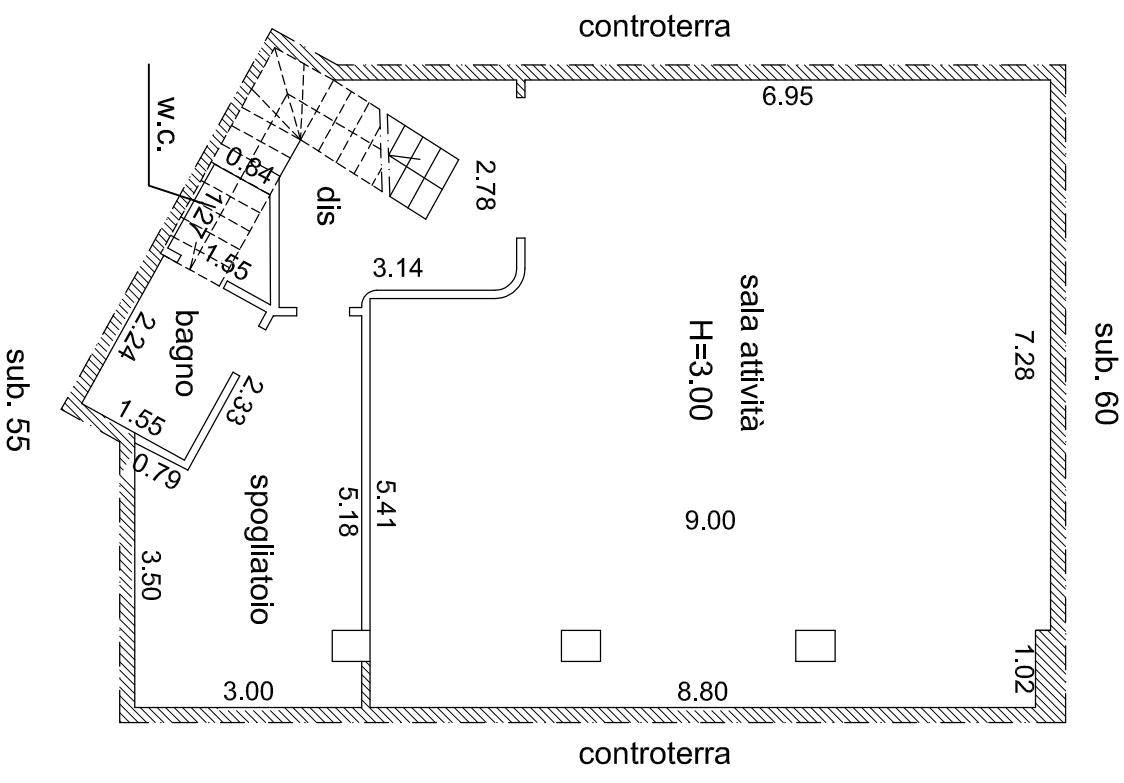 controterra
6.95
w.c.
0.84
dis
2.78
1.27
1.55
3.14
sala attività
H=3.00
7.28
sub. 60
bagno
2.24
sub. 55
1.55
2.33
0.79
spogliatoio
5.18
5.41
9.00
3.50
3.00
8.80
1.02
controterra